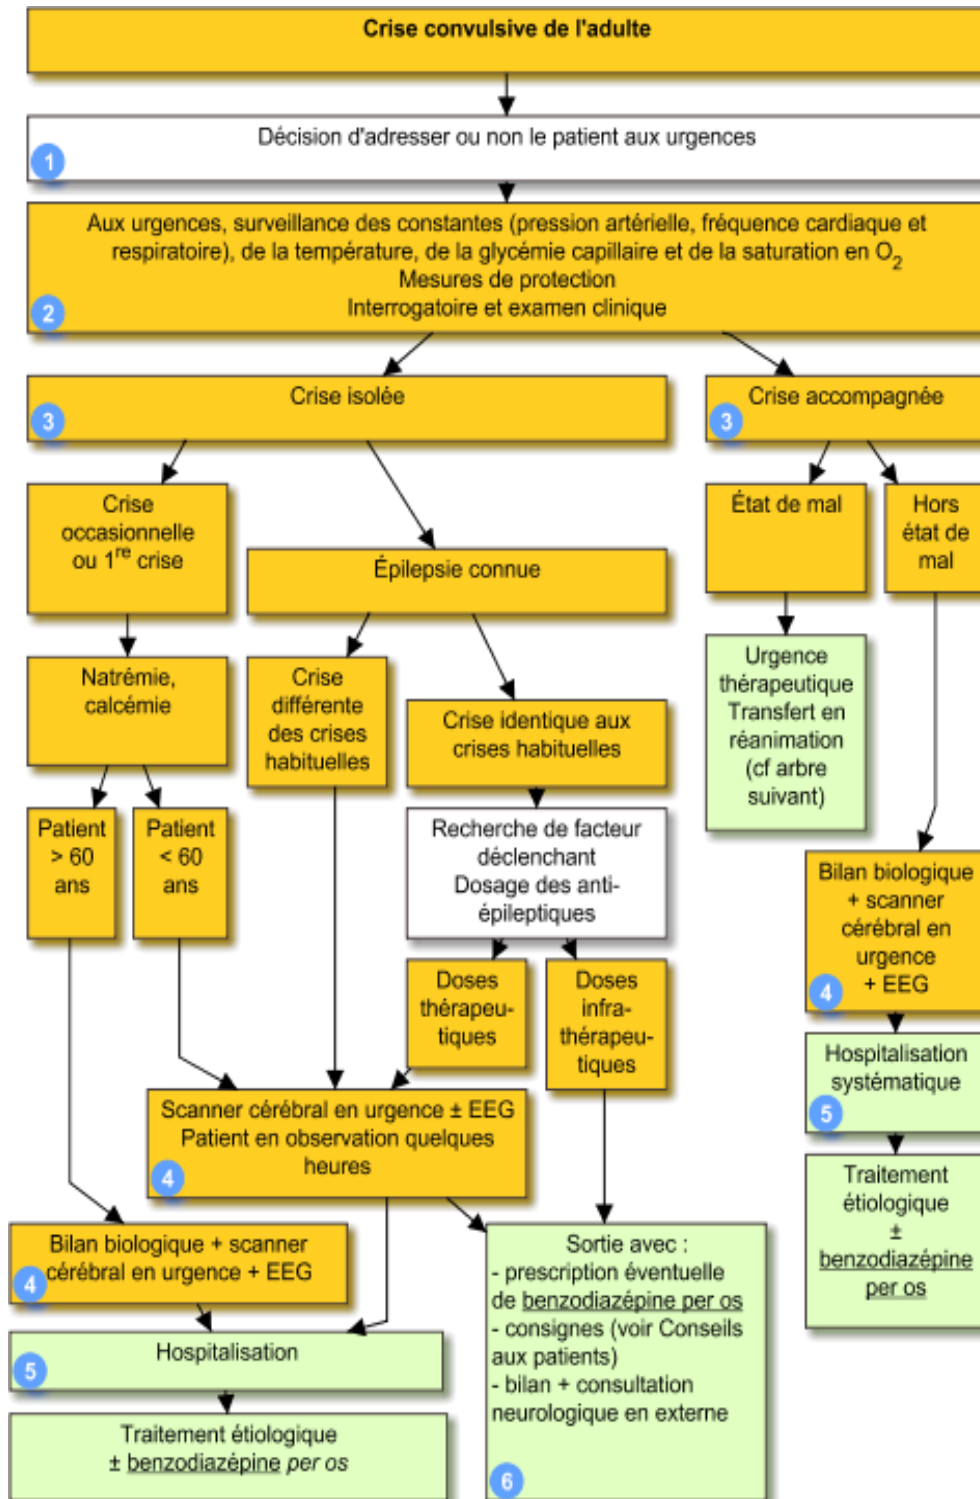 Crise convulsive de l'adulte
Décision d'adresser ou non le patient aux urgences
1
Aux urgences, surveillance des constantes (pression artérielle, fréquence cardiaque et
respiratoire), de la température, de la glycémie capillaire et de la saturation en O2
Mesures de protection
Interrogatoire et examen clinique
2
Crise isolée
3
Crise accompagnée
3
Crise
occasionnelle
ou 1re crise
Épilepsie connue
État de mal
Hors
état de
mal
Natrémie,
calcémie
Crise
différente
des crises
habituelles
Crise identique aux
crises habituelles
Urgence
thérapeutique
Transfert en
réanimation
(cf arbre
suivant)
Patient
> 60
ans
Patient
< 60
ans
Recherche de facteur
déclenchant
Dosage des anti-
épileptiques
Bilan biologique
+ scanner
cérébral en
urgence
+ EEG
4
Doses
thérapeu-
tiques
Doses
infra-
thérapeu-
tiques
Hospitalisation
systématique
5
Scanner cérébral en urgence ± EEG
Patient en observation quelques
heures
4
Traitement
étiologique
±
benzodiazépine
per os
Bilan biologique + scanner
cérébral en urgence + EEG
4
Sortie avec :
- prescription éventuelle
de benzodiazépine per os
- consignes (voir Conseils
aux patients)
- bilan + consultation
neurologique en externe
6
Hospitalisation
5
Traitement étiologique
± benzodiazépine per os